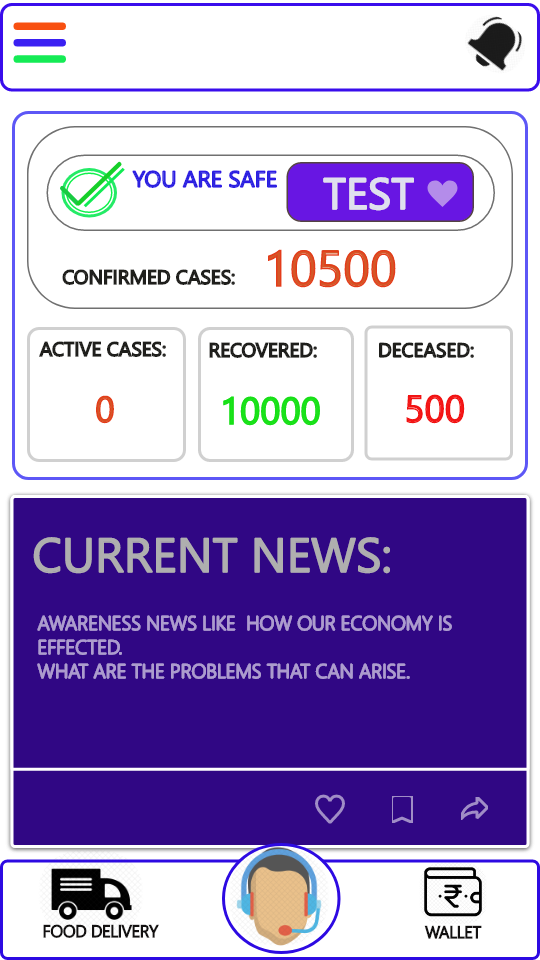 YOU ARE SAFE
TEST
CONFIRMED CASES: 10500
ACTIVE CASES:
0
RECOVERED:
10000
DECEASED:
500
CURRENT NEWS:
AWARENESS NEWS LIKE  HOW OUR ECONOMY IS
EFFECTED.
WHAT ARE THE PROBLEMS THAT CAN ARISE.
₹
FOOD DELIVERY
WALLET